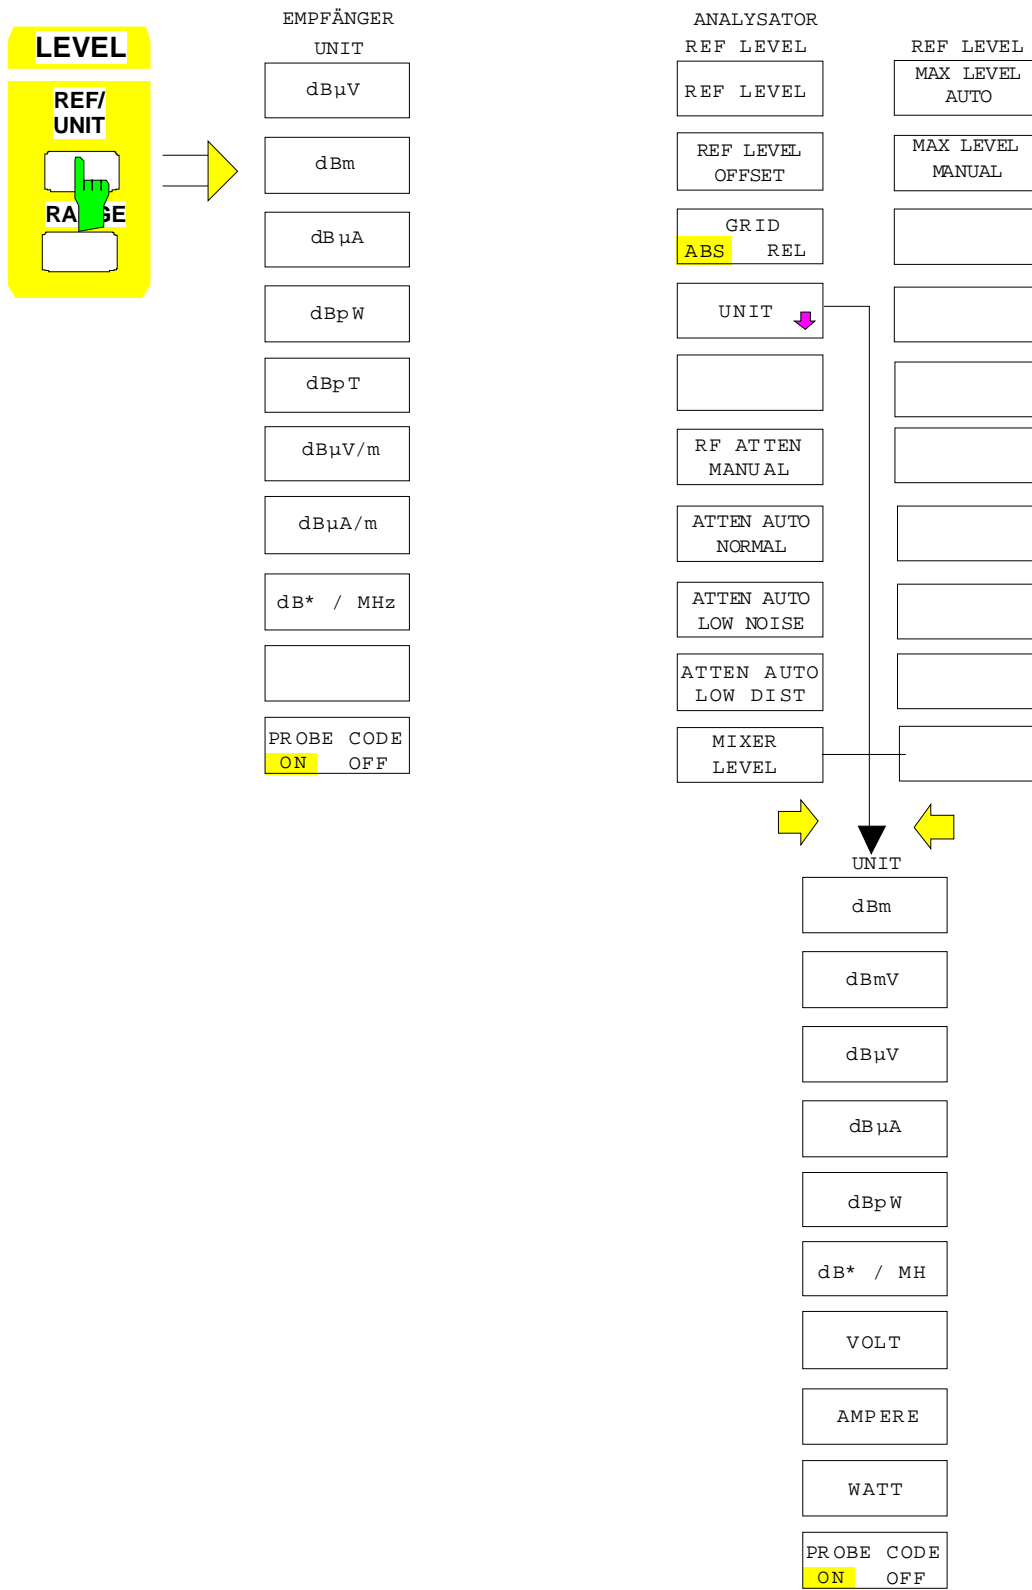 LEVEL
REF/
UNIT
RANGE
EMPFÄNGER
UNIT
dBµV
dBm
dBµA
dBpW
dBpT
dBµV/m
dBµA/m
dB* / MHz
PROBE CODE
ON OFF
ANALYSATOR
REF LEVEL
REF LEVEL
REF LEVEL
OFFSET
GRID
ABS REL
UNIT
RF ATTEN
MANUAL
ATTEN AUTO
NORMAL
ATTEN AUTO
LOW NOISE
ATTEN AUTO
LOW DIST
MIXER
LEVEL
REF LEVEL
MAX LEVEL
AUTO
MAX LEVEL
MANUAL
UNIT
dBm
dBmV
dBµV
dBµA
dBpW
dB* / MH
VOLT
AMPERE
WATT
PROBE CODE
ON OFF